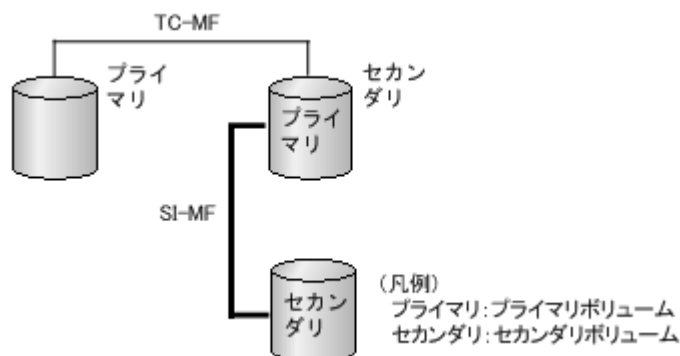 TC-MF
プライ
マリ
セカン
ダリ
プライ
マリ
SI-MF
セカン
ダリ
(凡例)
プライマリ:プライマリボリューム
セカンダリ:セカンダリボリューム